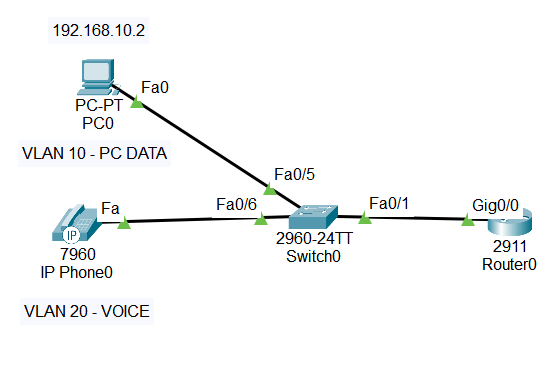 192.168.10.2
Fa0
PC-PT
PC0
VLAN 10 - PC DATA
Fa0/5
Fa
Fa0/6
Fa0/1
Gig0/0
IP
7960
IP Phone0
2960-24TT
Switch0
2911
Router0
VLAN 20 - VOICE